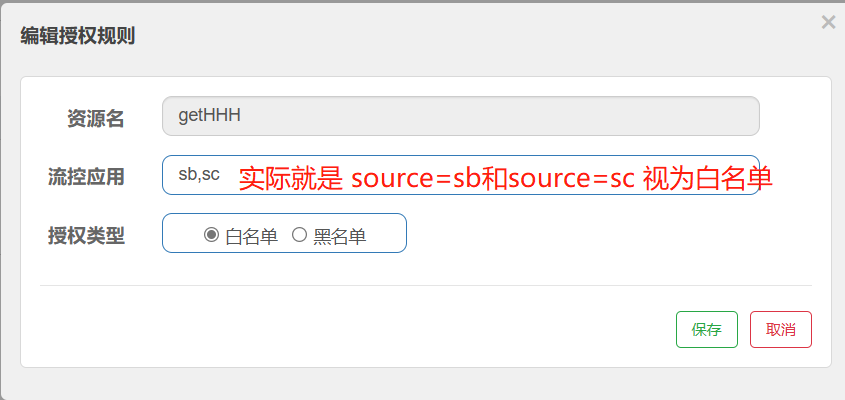 编辑授权规则 ×
资源名 getHHH
流控应用 sb,sc 实际就是 source=sb和source=sc 视为白名单
授权类型 白名单 黑名单
保存 取消